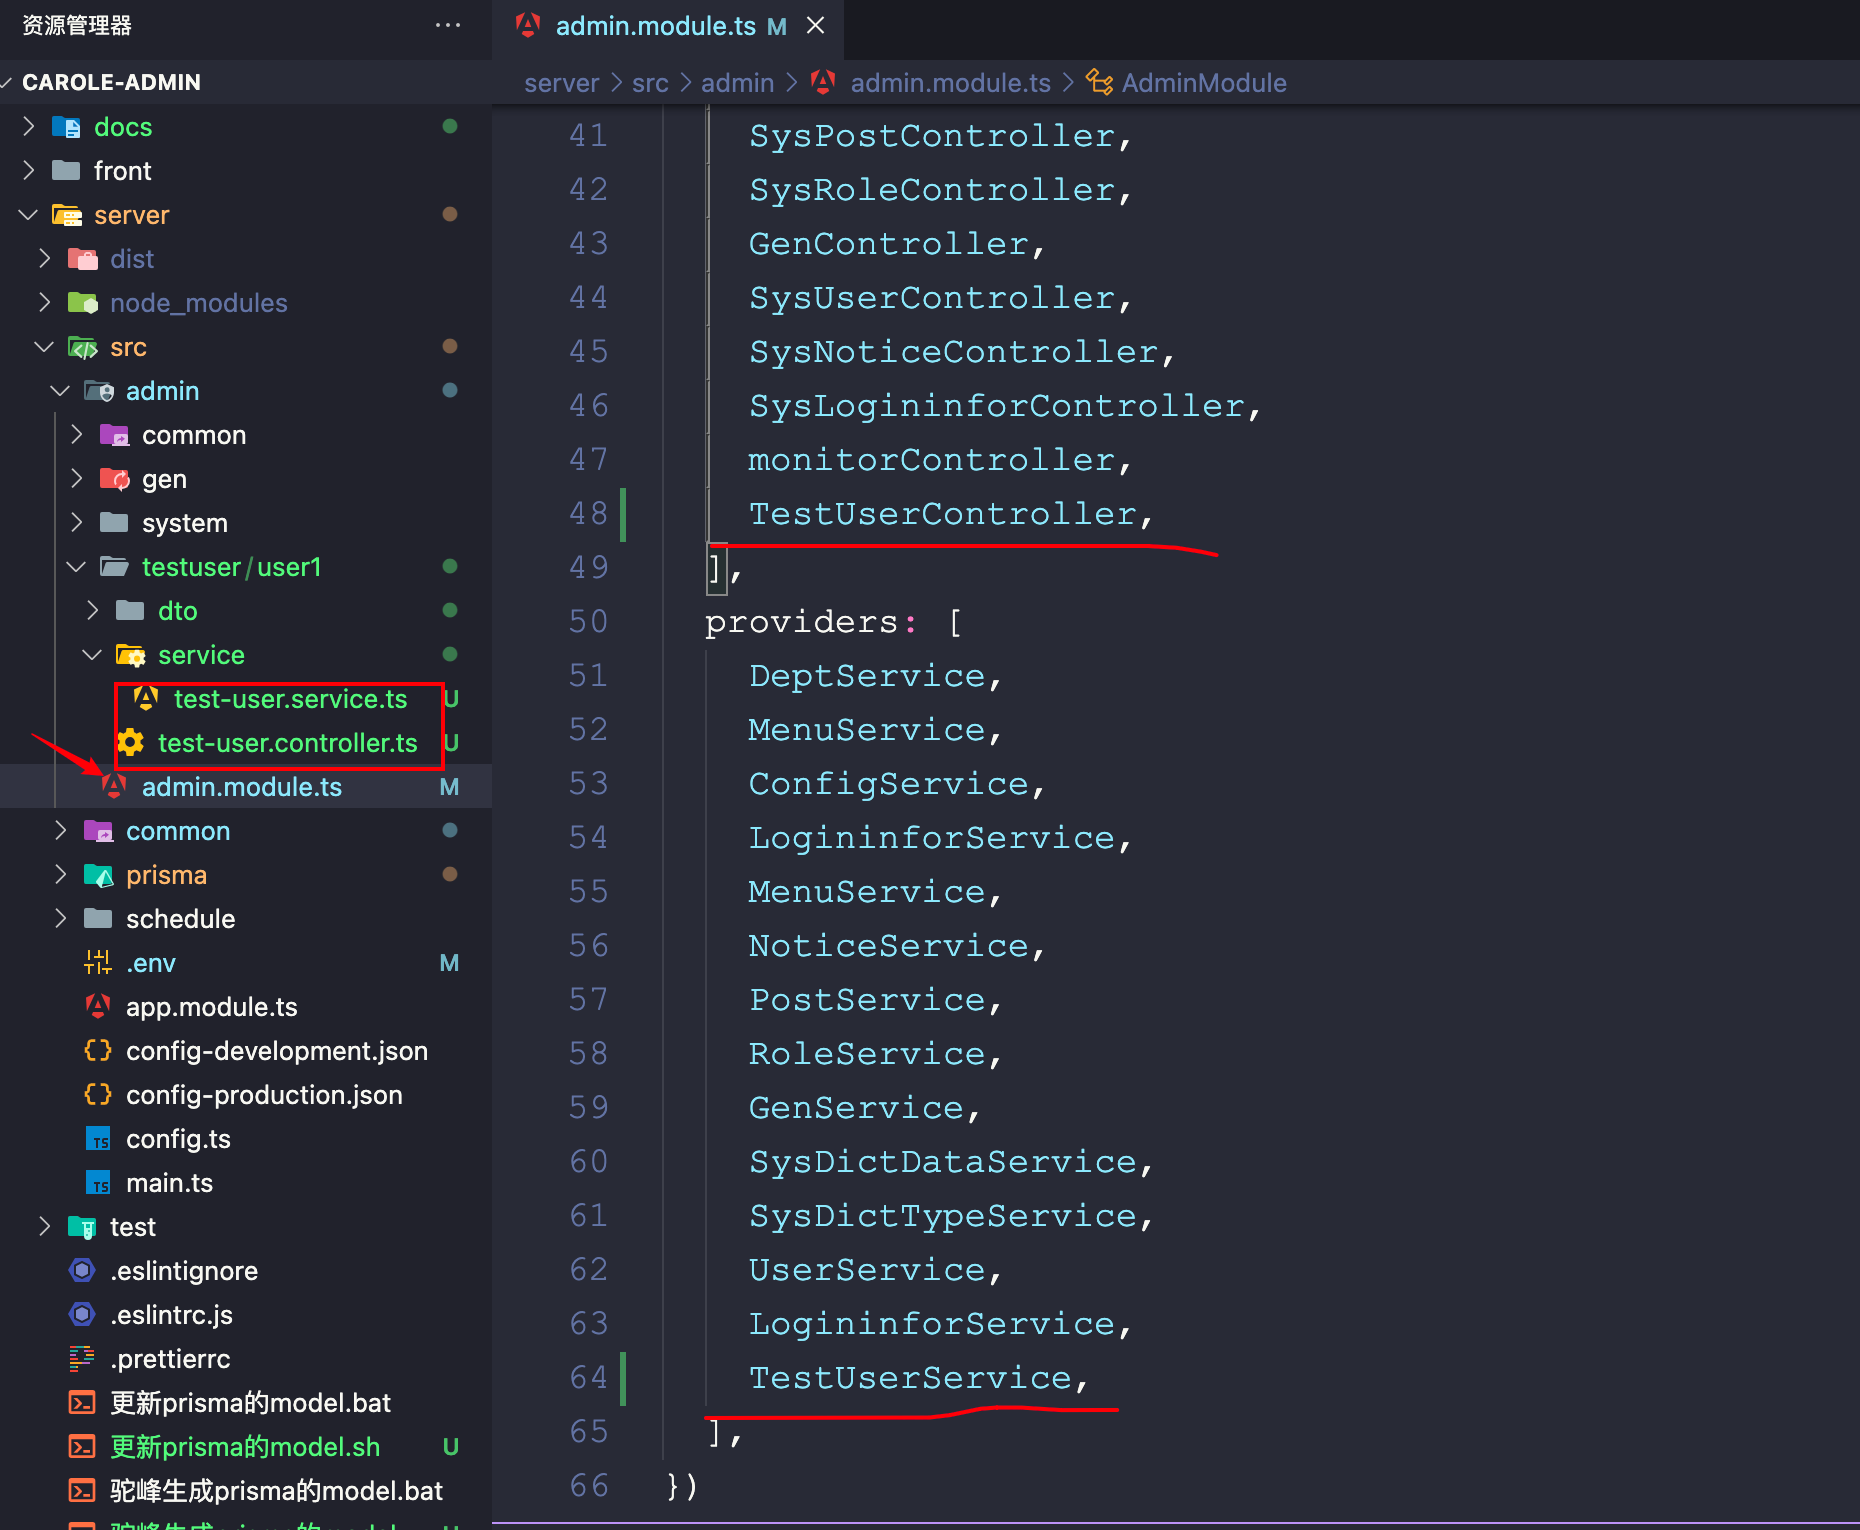 资源管理器
CAROLE-ADMIN
docs
front
server
dist
node_modules
src
admin
common
gen
system
testuser/user1
dto
service
test-user.service.ts U
test-user.controller.ts U
admin.module.ts M
common
prisma
schedule
.env M
app.module.ts
config-development.json
config-production.json
config.ts
main.ts
test
.eslintignore
.eslintrc.js
.prettierrc
更新prisma的model.bat
更新prisma的model.sh U
驼峰生成prisma的model.bat
admin.module.ts M
server > src > admin > admin.module.ts > AdminModule
41 SysPostController,
42 SysRoleController,
43 GenController,
44 SysUserController,
45 SysNoticeController,
46 SysLogininforController,
47 monitorController,
48 TestUserController,
49 ],
50 providers: [
51 DeptService,
52 MenuService,
53 ConfigService,
54 LogininforService,
55 MenuService,
56 NoticeService,
57 PostService,
58 RoleService,
59 GenService,
60 SysDictDataService,
61 SysDictTypeService,
62 UserService,
63 LogininforService,
64 TestUserService,
65 ],
66 })